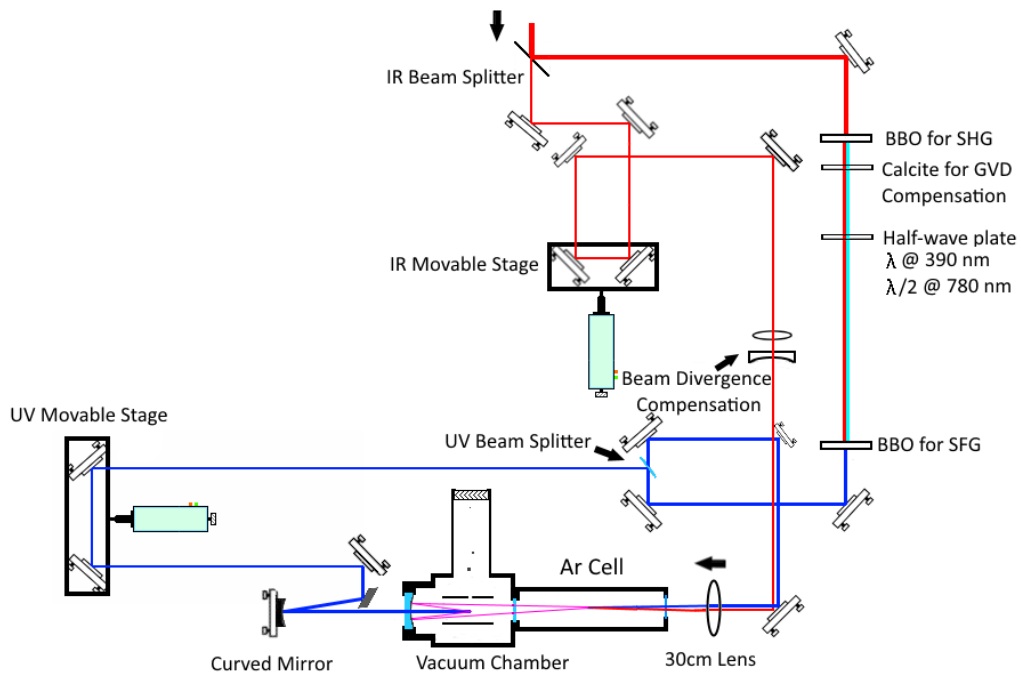 IR Beam Splitter
BBO for SHG
Calcite for GVD
Compensation
Half-wave plate
λ @ 390 nm
λ/2 @ 780 nm
IR Movable Stage
Beam Divergence
Compensation
UV Movable Stage
UV Beam Splitter
BBO for SFG
Ar Cell
Curved Mirror
Vacuum Chamber
30cm Lens